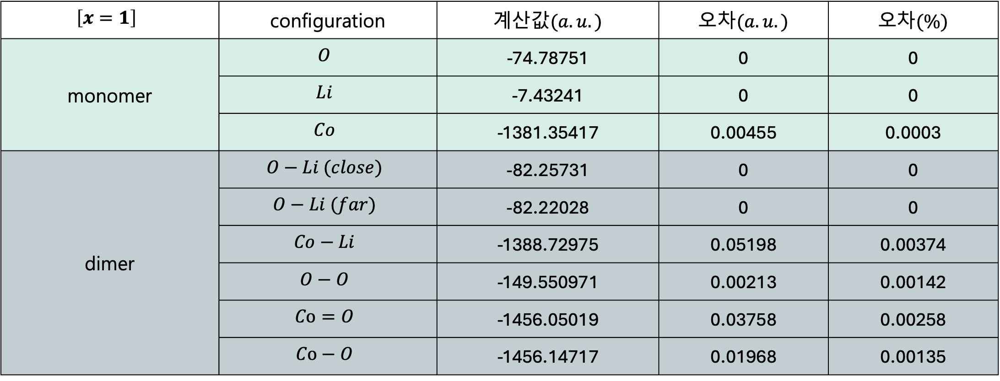 [x = 1] configuration 계산값(a.u.) 오차(a.u.) 오차(%)
monomer
O -74.78751 0 0
Li -7.43241 0 0
Co -1381.35417 0.00455 0.0003
dimer
O − Li (close) -82.25731 0 0
O − Li (far) -82.22028 0 0
Co − Li -1388.72975 0.05198 0.00374
O − O -149.550971 0.00213 0.00142
Co = O -1456.05019 0.03758 0.00258
Co − O -1456.14717 0.01968 0.00135